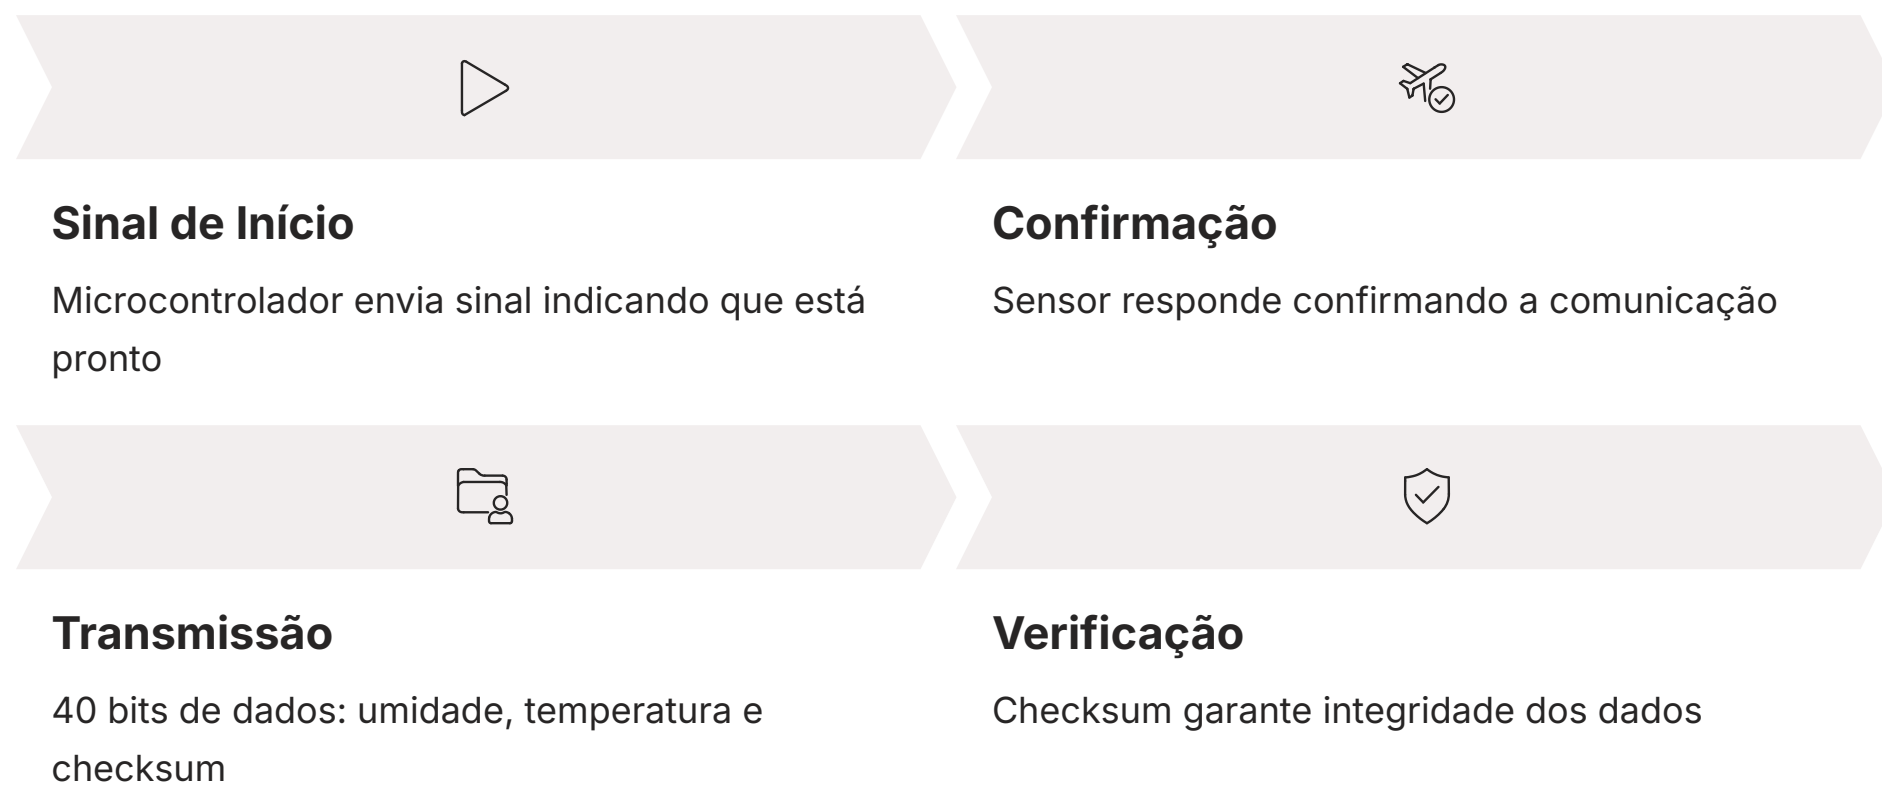 Sinal de Início
Microcontrolador envia sinal indicando que está
pronto
Confirmação
Sensor responde confirmando a comunicação
Transmissão
40 bits de dados: umidade, temperatura e
checksum
Verificação
Checksum garante integridade dos dados